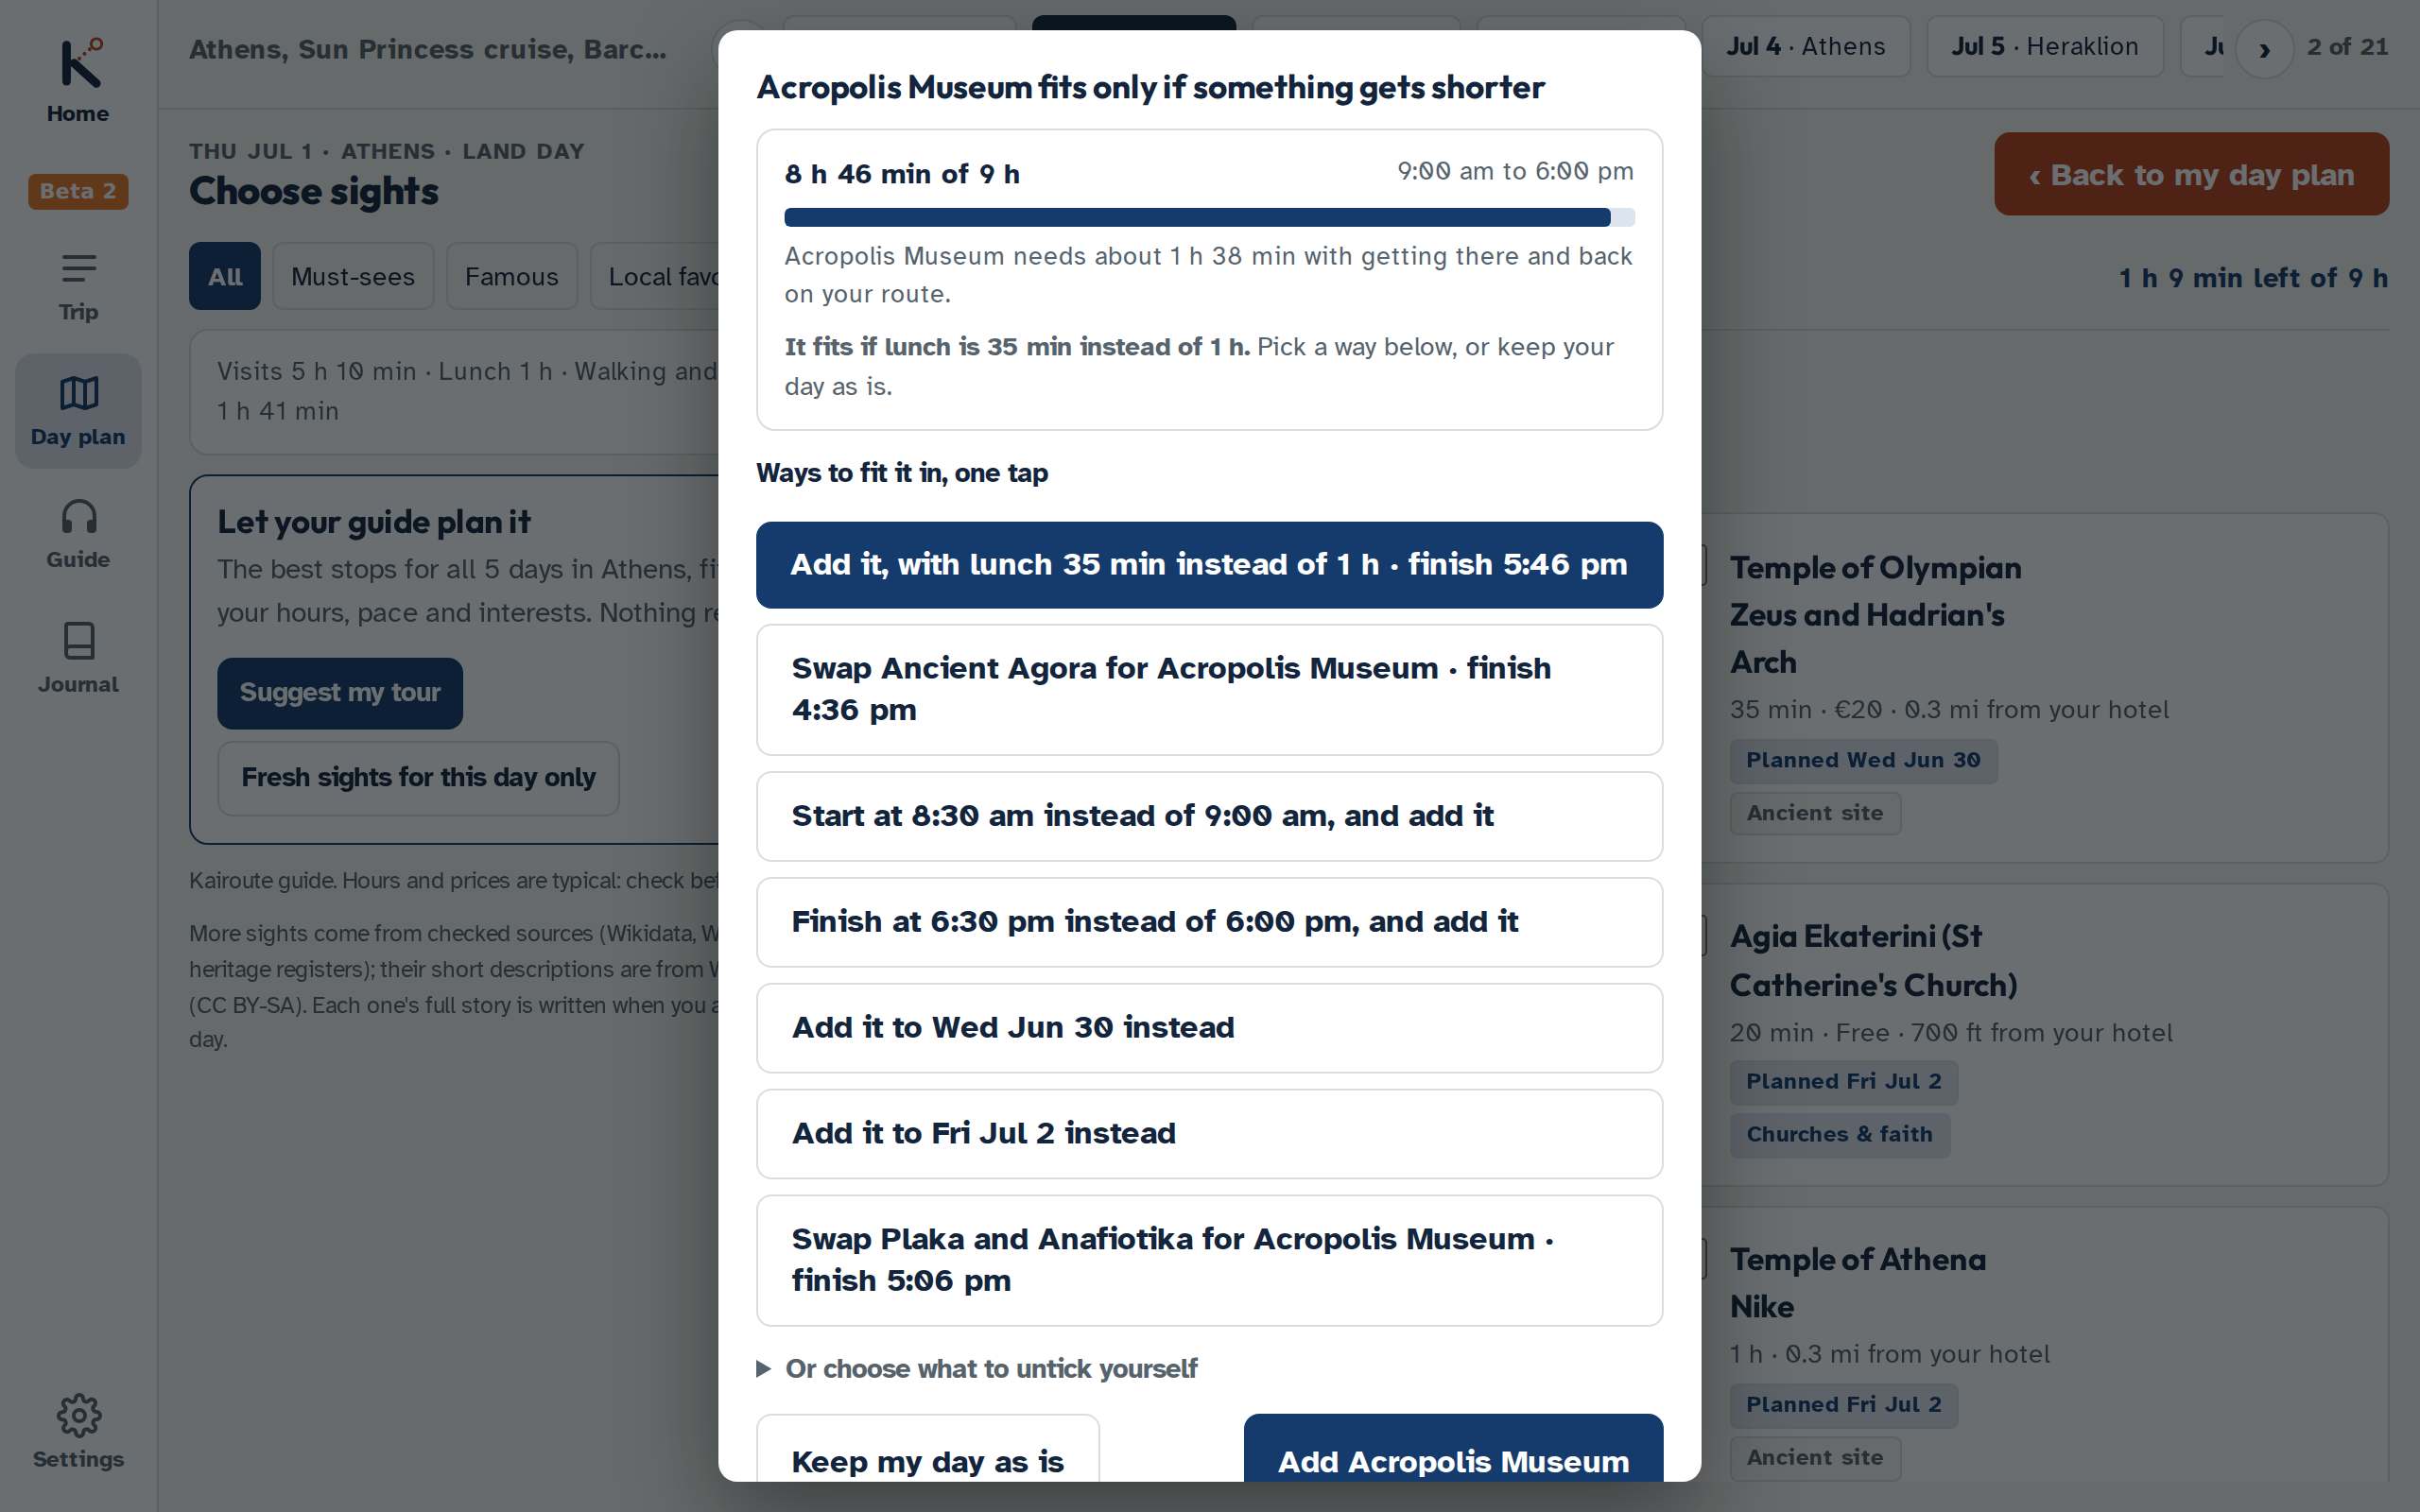 Home
Beta 2
Trip
Day plan
Guide
Journal
Settings
Athens, Sun Princess cruise, Barc...
Jul 4 · Athens
Jul 5 · Heraklion
›
2 of 21
THU JUL 1 · ATHENS · LAND DAY
Choose sights
‹ Back to my day plan
All
Must-sees
Famous
Local favo
1 h 9 min left of 9 h
Visits 5 h 10 min · Lunch 1 h · Walking and
1 h 41 min
Let your guide plan it
The best stops for all 5 days in Athens, fi
your hours, pace and interests. Nothing re
Suggest my tour
Fresh sights for this day only
Kairoute guide. Hours and prices are typical: check bef
More sights come from checked sources (Wikidata, W
heritage registers); their short descriptions are from W
(CC BY-SA). Each one's full story is written when you a
day.
Acropolis Museum fits only if something gets shorter
8 h 46 min of 9 h
9:00 am to 6:00 pm
Acropolis Museum needs about 1 h 38 min with getting there and back
on your route.
It fits if lunch is 35 min instead of 1 h. Pick a way below, or keep your
day as is.
Ways to fit it in, one tap
Add it, with lunch 35 min instead of 1 h · finish 5:46 pm
Swap Ancient Agora for Acropolis Museum · finish
4:36 pm
Start at 8:30 am instead of 9:00 am, and add it
Finish at 6:30 pm instead of 6:00 pm, and add it
Add it to Wed Jun 30 instead
Add it to Fri Jul 2 instead
Swap Plaka and Anafiotika for Acropolis Museum ·
finish 5:06 pm
▶ Or choose what to untick yourself
Keep my day as is
Add Acropolis Museum
Temple of Olympian
Zeus and Hadrian's
Arch
35 min · €20 · 0.3 mi from your hotel
Planned Wed Jun 30
Ancient site
Agia Ekaterini (St
Catherine's Church)
20 min · Free · 700 ft from your hotel
Planned Fri Jul 2
Churches & faith
Temple of Athena
Nike
1 h · 0.3 mi from your hotel
Planned Fri Jul 2
Ancient site